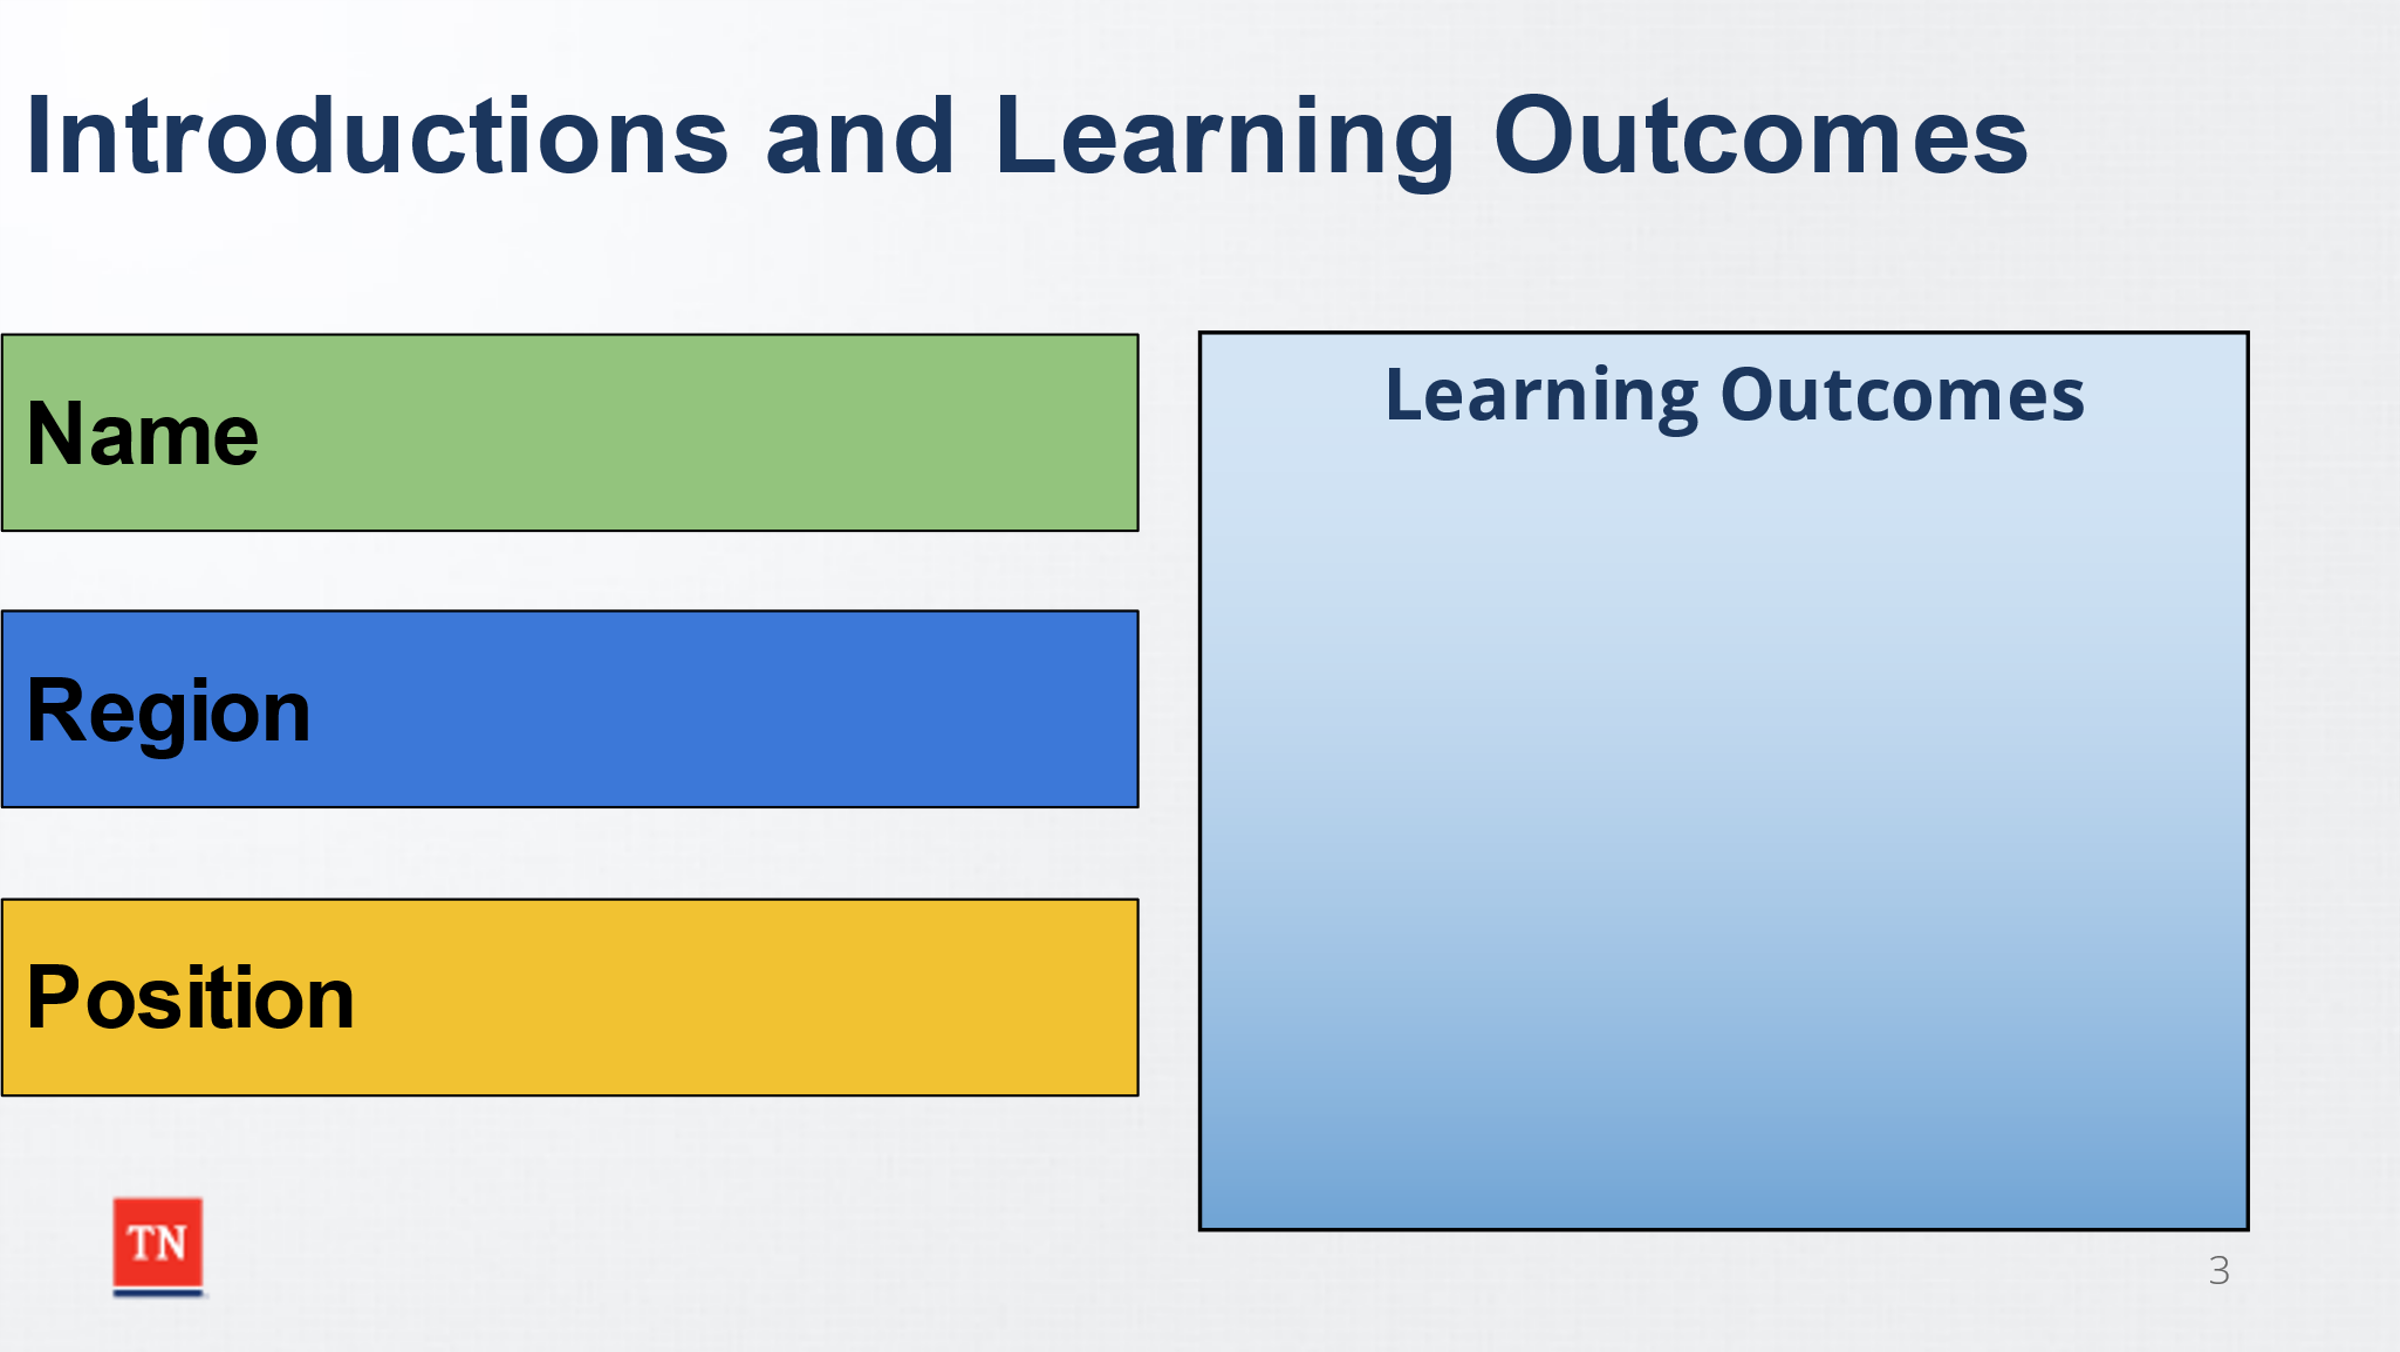 Introductions and Learning Outcomes
Name
Region
Position
Learning Outcomes
TN
3